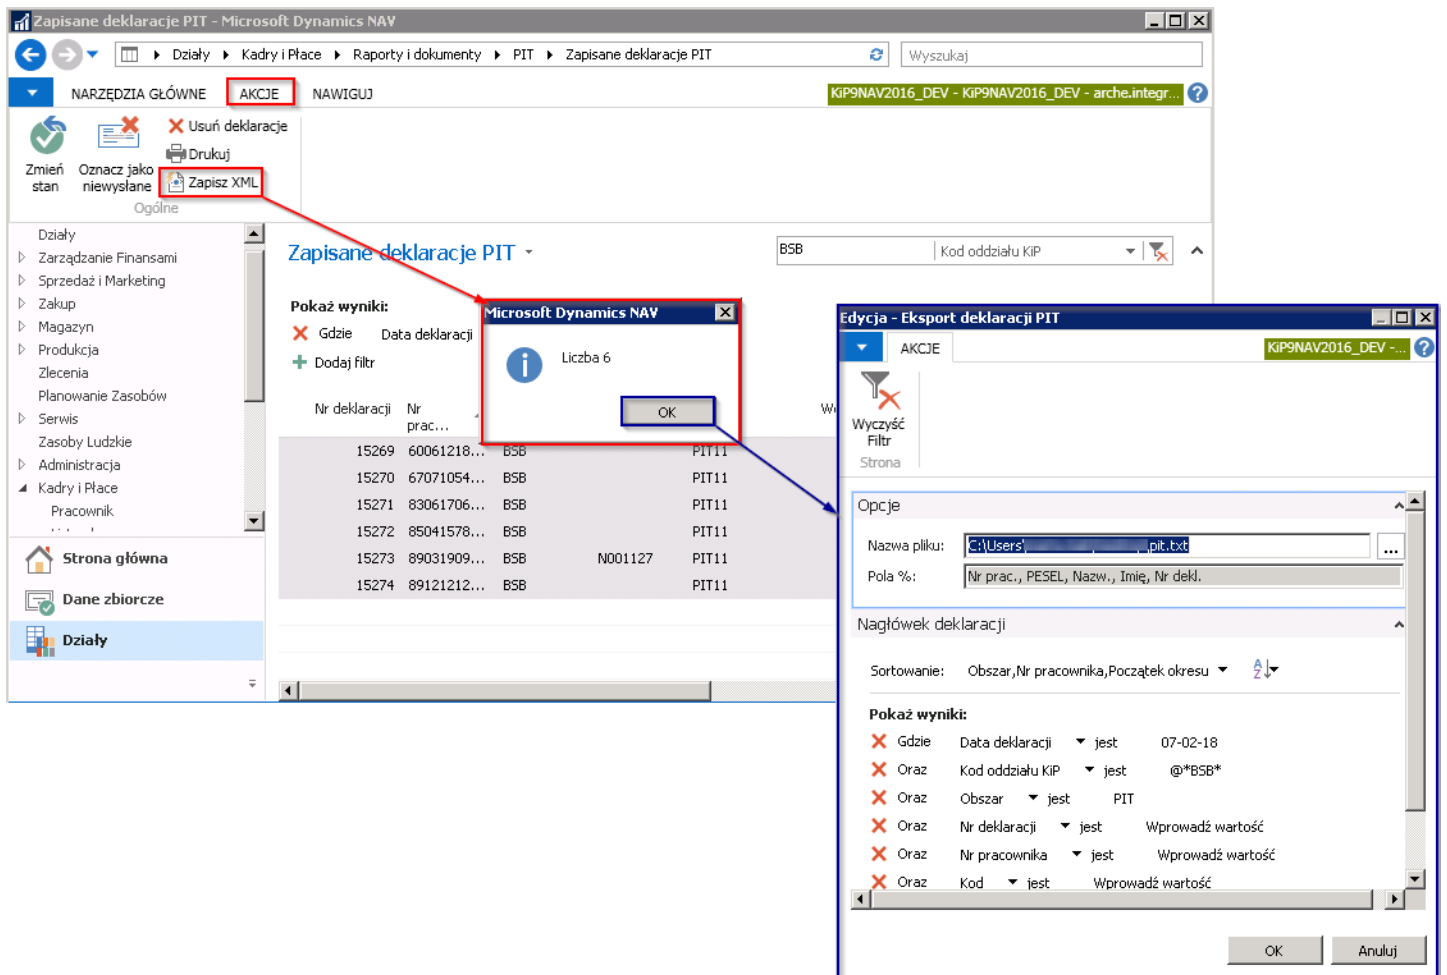 Zapisane deklaracje PIT - Microsoft Dynamics NAV
Działy Kadry i Płace Raporty i dokumenty PIT Zapisane deklaracje PIT
Wyszukaj
NARZĘDZIA GŁÓWNE AKCJE NAWIGUJ
KiP9NAV2016_DEV - KiP9NAV2016_DEV - arche.integr...
Zmień stan
Oznacz jako niewysłane
Usuń deklaracje
Drukuj
Zapisz XML
Ogólne
Działy
Zarządzanie Finansami
Sprzedaż i Marketing
Zakup
Magazyn
Produkcja
Zlecenia
Planowanie Zasobów
Serwis
Zasoby Ludzkie
Administracja
Kadry i Płace
Pracownik
Strona główna
Dane zbiorcze
Działy
Zapisane deklaracje PIT
BSB Kod oddziału KiP
Pokaż wyniki:
Gdzie Data deklaracji
Dodaj filtr
Nr deklaracji Nr prac...
15269 60061218... BSB PIT11
15270 67071054... BSB PIT11
15271 83061706... BSB PIT11
15272 85041578... BSB PIT11
15273 89031909... BSB N001127 PIT11
15274 89121212... BSB PIT11
Microsoft Dynamics NAV
Liczba 6
OK
Edycja - Eksport deklaracji PIT
AKCJE
KiP9NAV2016_DEV -...
Wyczyść
Filtr
Strona
Opcje
Nazwa pliku: C:\Users\ \pit.txt
...
Pola %: Nr prac., PESEL, Nazw., Imię, Nr dekl.
Nagłówek deklaracji
Sortowanie: Obszar,Nr pracownika,Początek okresu
Pokaż wyniki:
Gdzie Data deklaracji jest 07-02-18
Oraz Kod oddziału KiP jest @*BSB*
Oraz Obszar jest PIT
Oraz Nr deklaracji jest Wprowadź wartość
Oraz Nr pracownika jest Wprowadź wartość
Oraz Kod jest Wprowadź wartość
OK Anuluj